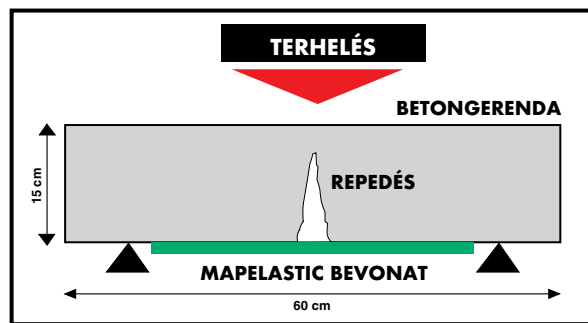 TERHELÉS
BETONGERENDA
15 cm
REPEDÉS
MAPELASTIC BEVONAT
60 cm